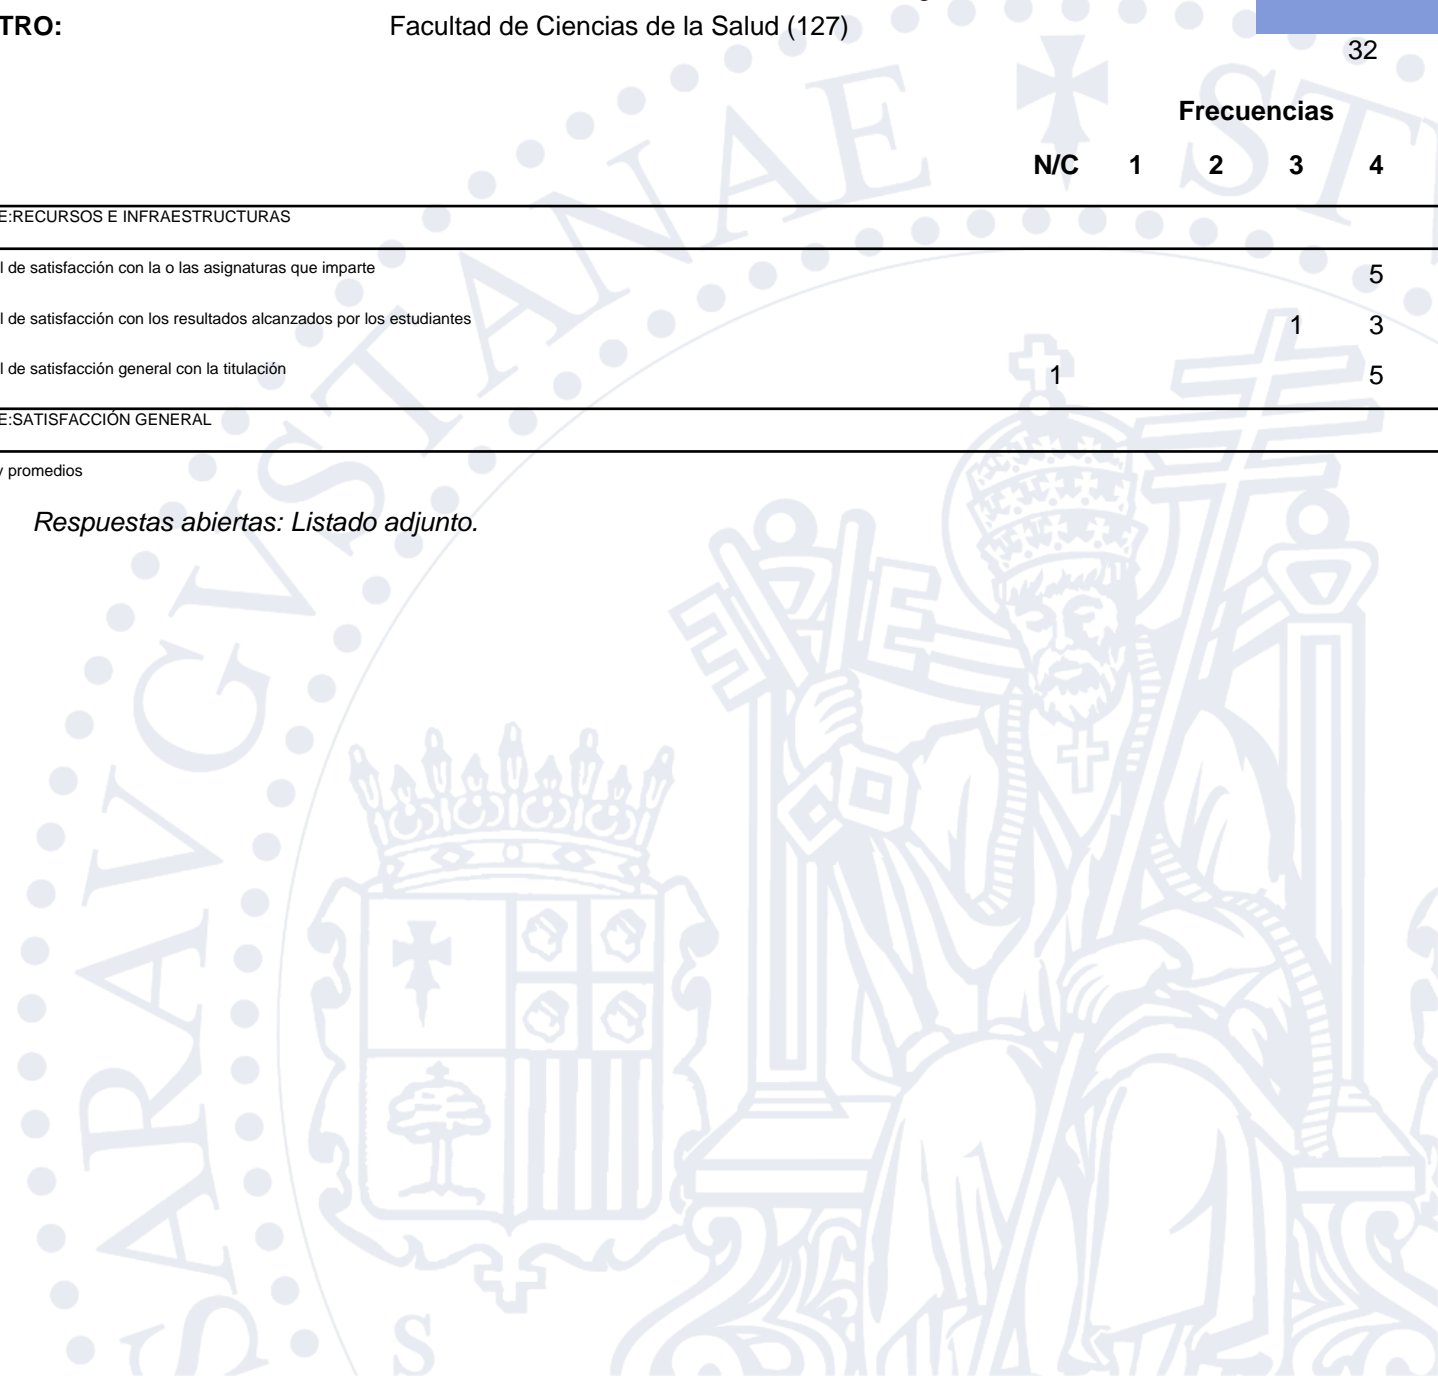 TRO: Facultad de Ciencias de la Salud (127)
32
Frecuencias
N/C 1 2 3 4
E:RECURSOS E INFRAESTRUCTURAS
l de satisfacción con la o las asignaturas que imparte 5
l de satisfacción con los resultados alcanzados por los estudiantes 1 3
l de satisfacción general con la titulación 1 5
E:SATISFACCIÓN GENERAL
y promedios
Respuestas abiertas: Listado adjunto.
SARAVGVSTANAE ST
S